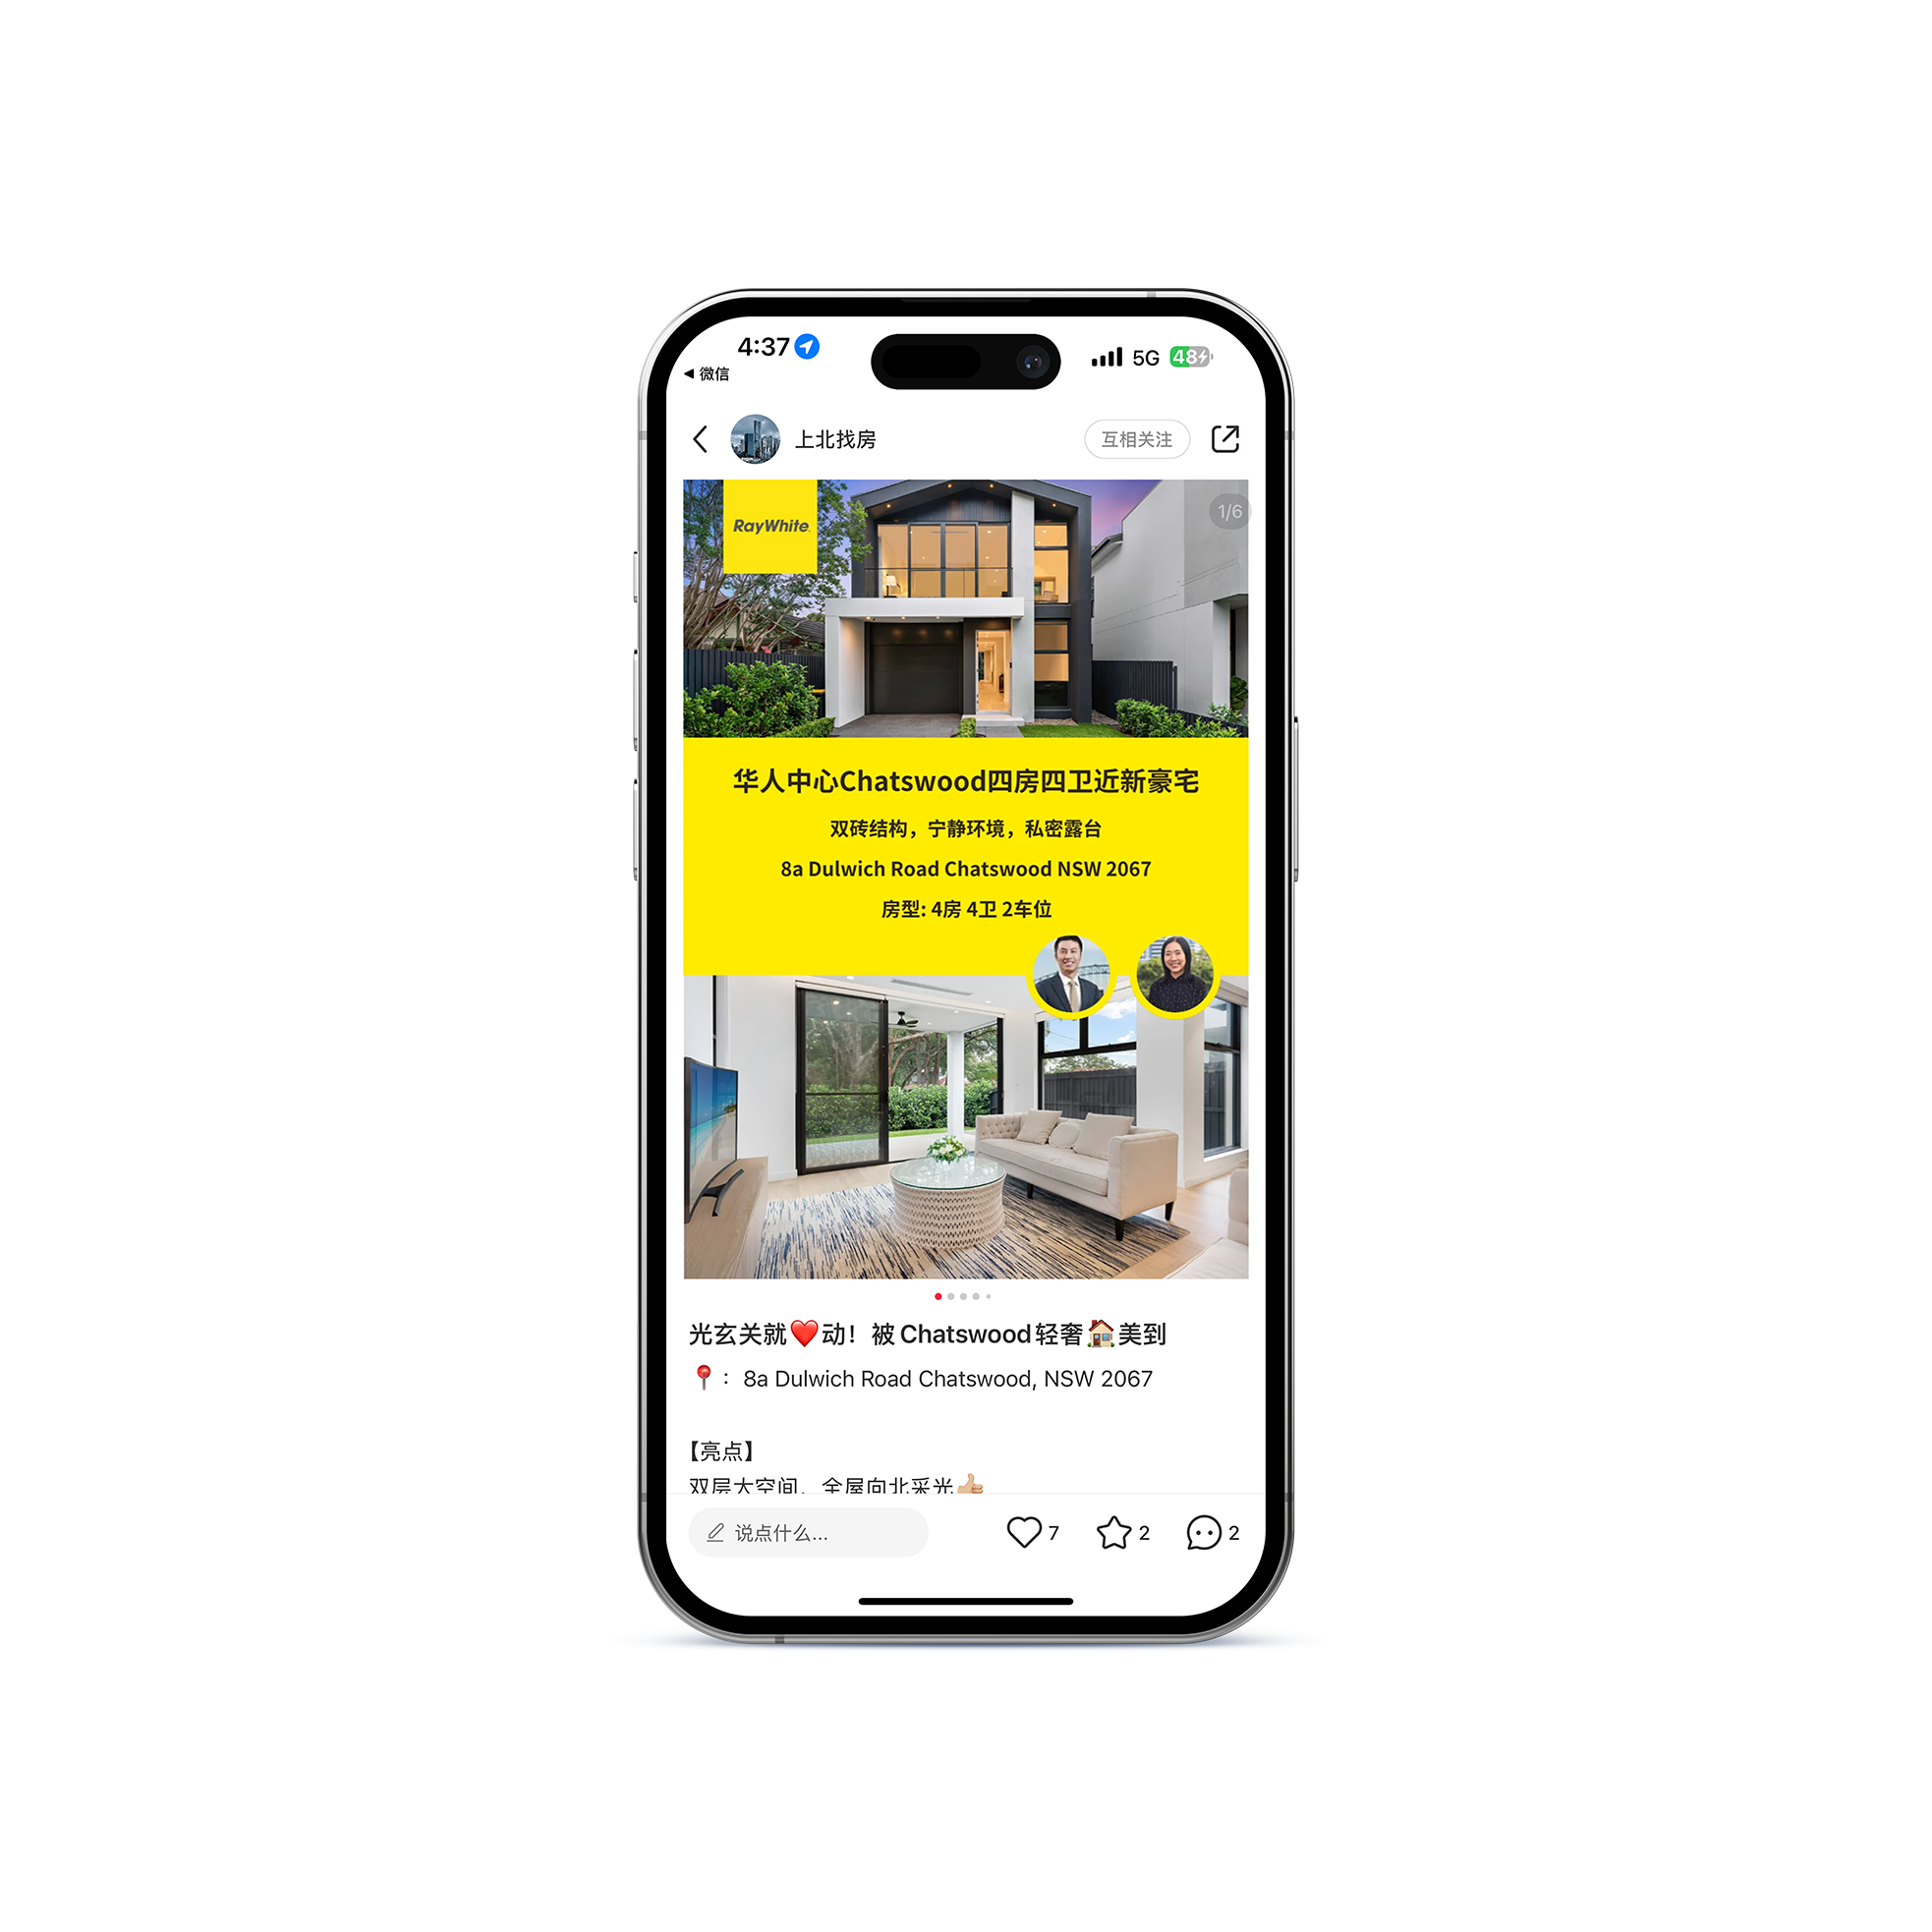 4:37
5G
48
◀ 微信
上北找房
互相关注
RayWhite.
1/6
华人中心Chatswood四房四卫近新豪宅
双砖结构，宁静环境，私密露台
8a Dulwich Road Chatswood NSW 2067
房型: 4房 4卫 2车位
光玄关就❤️动！被Chatswood轻奢🏠美到
📍： 8a Dulwich Road Chatswood, NSW 2067
【亮点】
双层大空间，全屋向北采光👍🏼
说点什么...
7
2
2